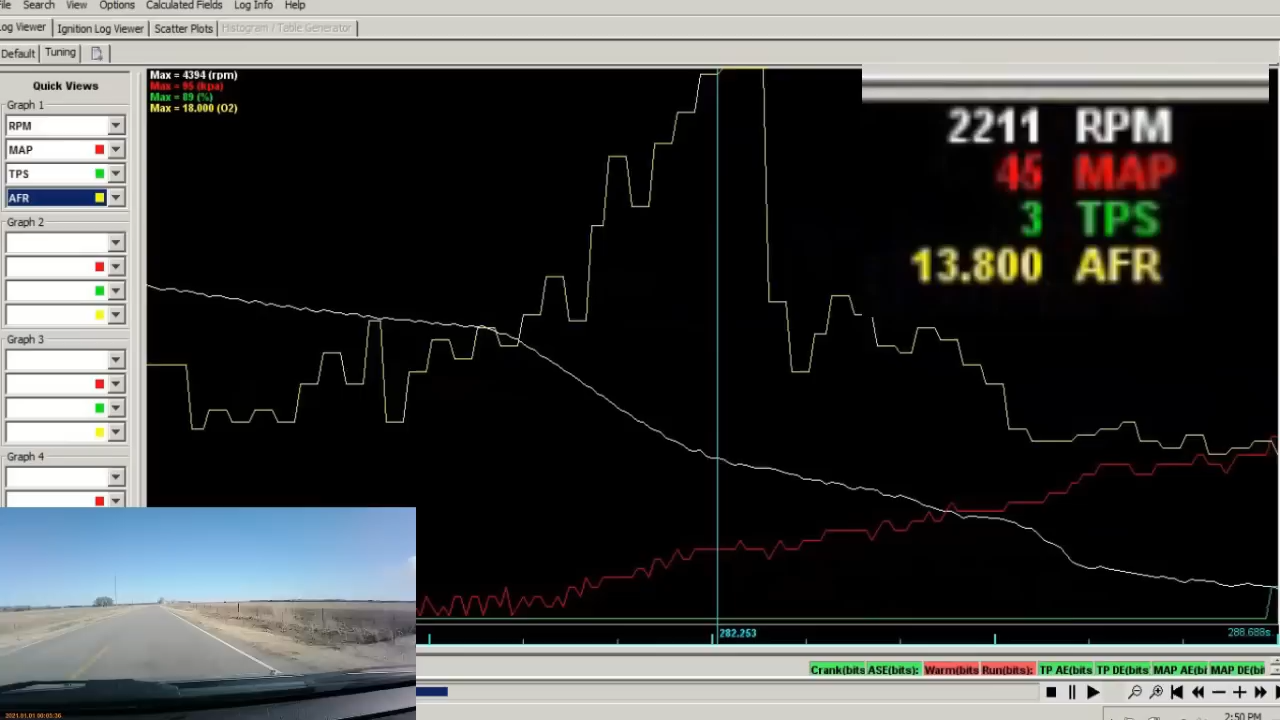 File Search View Options Calculated Fields Log Info Help
Log Viewer Ignition Log Viewer Scatter Plots Histogram / Table Generator
Default Tuning
Quick Views
Graph 1
RPM
MAP
TPS
AFR
Graph 2
Graph 3
Graph 4
Max = 4394 (rpm)
Max = 95 (kpa)
Max = 89 (%)
Max = 18.000 (O2)
2211 RPM
45 MAP
3 TPS
13.800 AFR
282.253
288.688s
Crank(bits ASE(bits): Warm(bits Run(bits): TP AE(bits TP DE(bits MAP AE(bi MAP DE(bi
2:50 PM